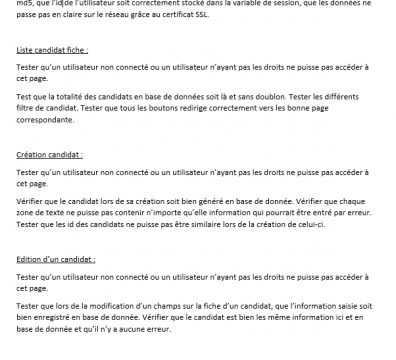 md5, que l'id de l'utilisateur soit correctement stocké dans la variable de session, que les données ne
passe pas en claire sur le réseau grâce au certificat SSL.
Liste candidat fiche :
Tester qu'un utilisateur non connecté ou un utilisateur n'ayant pas les droits ne puisse pas accéder à
cet page.
Test que la totalité des candidats en base de données soit là et sans doublon. Tester les différents
filtre de candidat. Tester que tous les boutons redirige correctement vers les bonne page
correspondante.
Création candidat :
Tester qu'un utilisateur non connecté ou un utilisateur n'ayant pas les droits ne puisse pas accéder à
cet page.
Vérifier que le candidat lors de sa création soit bien généré en base de donnée. Vérifier que chaque
zone de texte ne puisse pas contenir n'importe qu'elle information qui pourrait être entré par erreur.
Tester que les id des candidats ne puisse pas être similaire lors de la création de celui-ci.
Edition d'un candidat :
Tester qu'un utilisateur non connecté ou un utilisateur n'ayant pas les droits ne puisse pas accéder à
cet page.
Tester que lors de la modification d'un champs sur la fiche d'un candidat, que l'information saisie soit
bien enregistré en base de donnée. Vérifier que le candidat est bien les même information ici et en
base de donnée et qu'il n'y a aucune erreur.